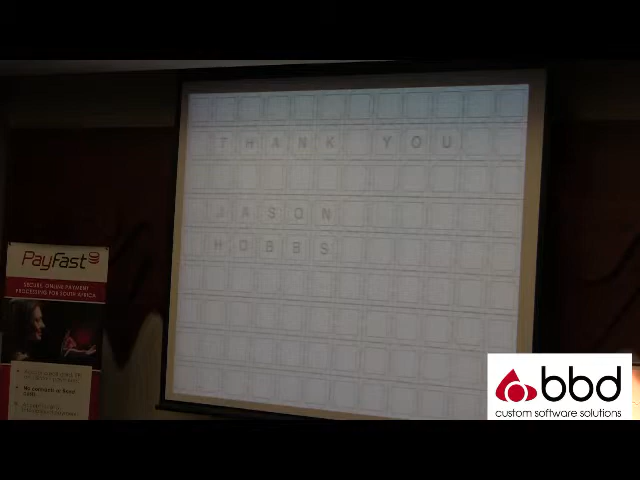 THANK YOU
JASON
HOBBS
PayFast
SECURE ONLINE PAYMENT
PROCESSING FOR SOUTH AFRICA
bbd
custom software solutions